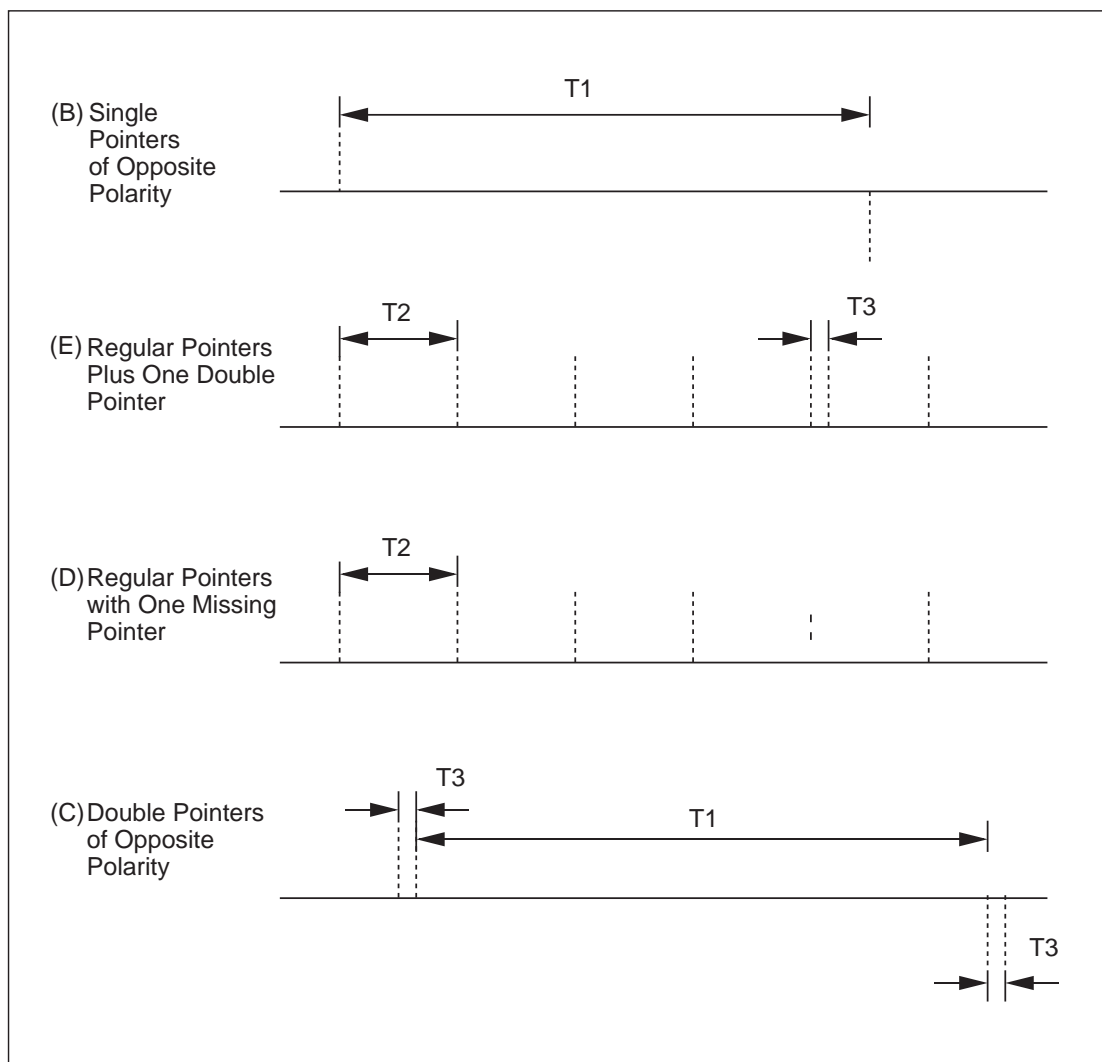 T1
(B) Single
Pointers
of Opposite
Polarity
T2
T3
(E) Regular Pointers
Plus One Double
Pointer
T2
(D) Regular Pointers
with One Missing
Pointer
T3
(C) Double Pointers
of Opposite
Polarity
T1
T3